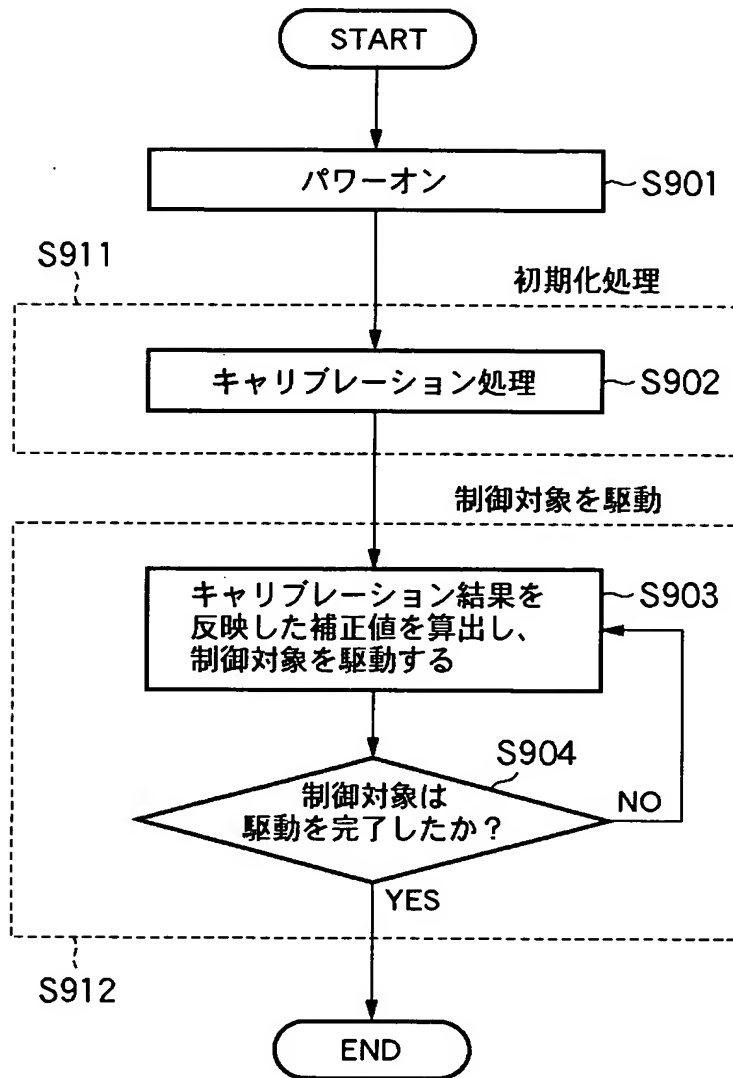 START
パワーオン
S901
S911
初期化処理
キャリブレーション処理
S902
制御対象を駆動
キャリブレーション結果を
反映した補正値を算出し、
制御対象を駆動する
S903
S904
制御対象は
駆動を完了したか?
NO
YES
S912
END